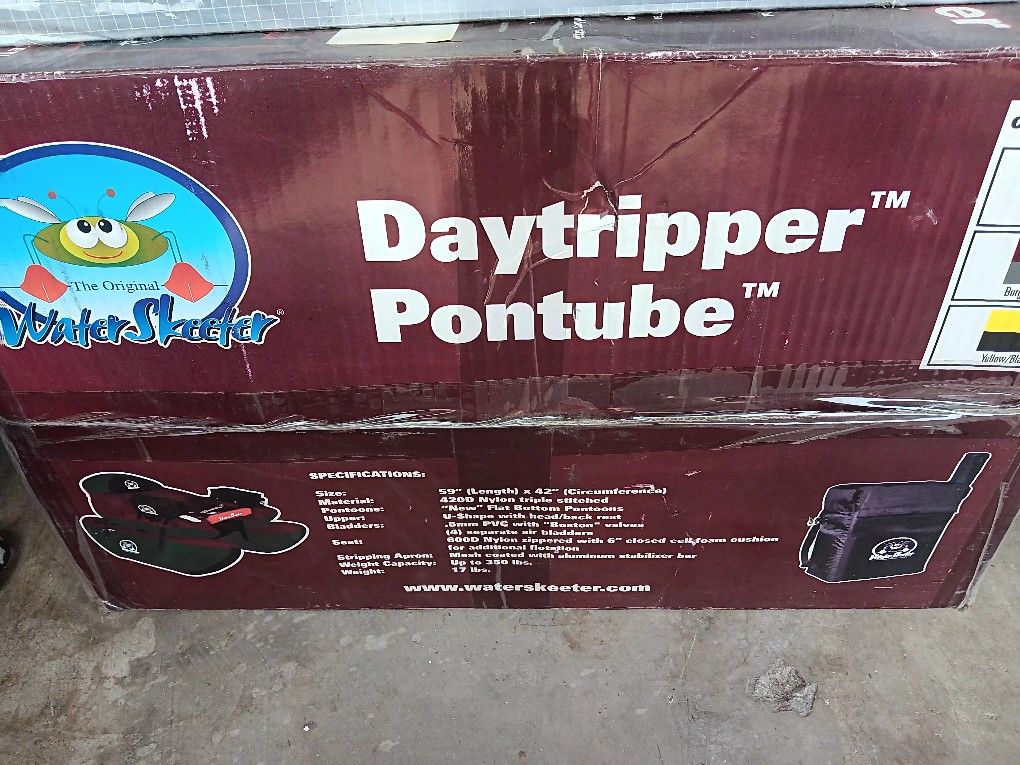 er
Daytripper™
Pontube™
The Original
WaterSkeeter®
Yellow/Bla
SPECIFICATIONS:
Size: 59" (Length) x 42" (Circumference)
Material: 420D Nylon triple stitched
Pontoons: "New" Flat Bottom Pontoons
Upper: U-Shape with head/back rest
Bladders: .5mm PVC with "Boston" valves
(4) separate air bladders
Seat: 600D Nylon zippered with 6" closed cell foam cushion
for additional flotation
Stripping Apron: Mesh coated with aluminum stabilizer bar
Weight Capacity: Up to 350 lbs.
Weight: 17 lbs.
www.waterskeeter.com